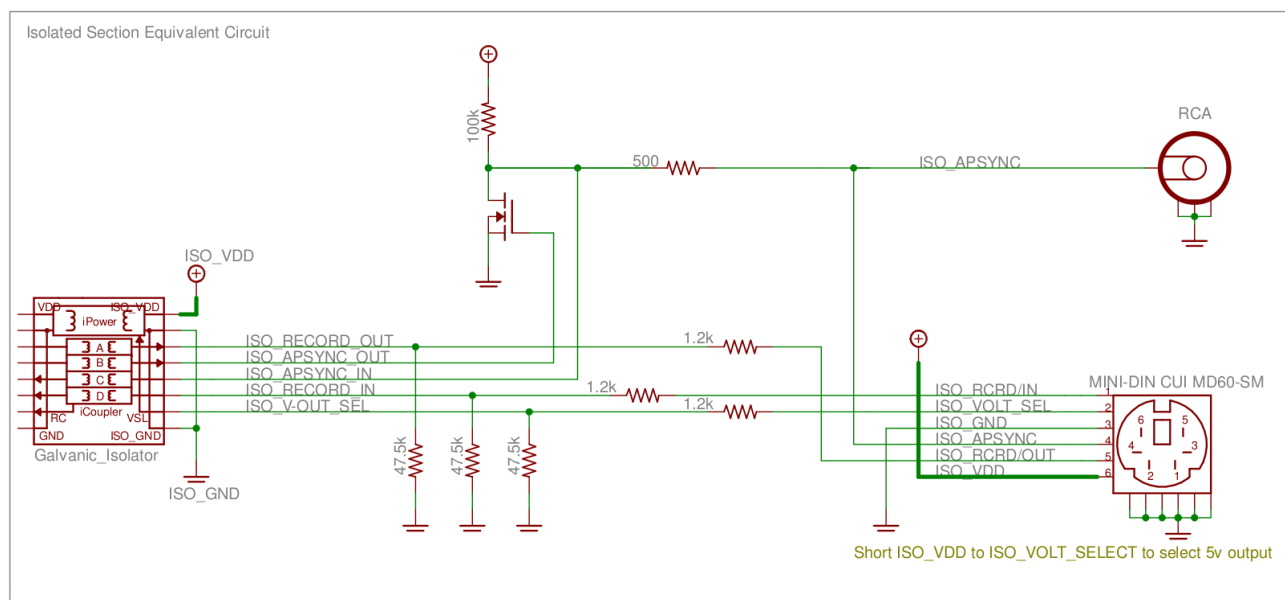 Isolated Section Equivalent Circuit
100k
500
ISO_APSYNC
RCA
ISO_VDD
VDD
ISO_VDD
iPower
A
B
C
D
iCoupler
RC
VSL
GND
ISO_GND
Galvanic_Isolator
ISO_GND
ISO_RECORD_OUT
ISO_APSYNC_OUT
ISO_APSYNC_IN
ISO_RECORD_IN
ISO_V-OUT_SEL
1.2k
1.2k
1.2k
47.5k
47.5k
47.5k
ISO_RCRD/IN
ISO_VOLT_SEL
ISO_GND
ISO_APSYNC
ISO_RCRD/OUT
ISO_VDD
MINI-DIN CUI MD60-SM
1
2
3
4
5
6
6
5
4
3
2
1
Short ISO_VDD to ISO_VOLT_SELECT to select 5v output